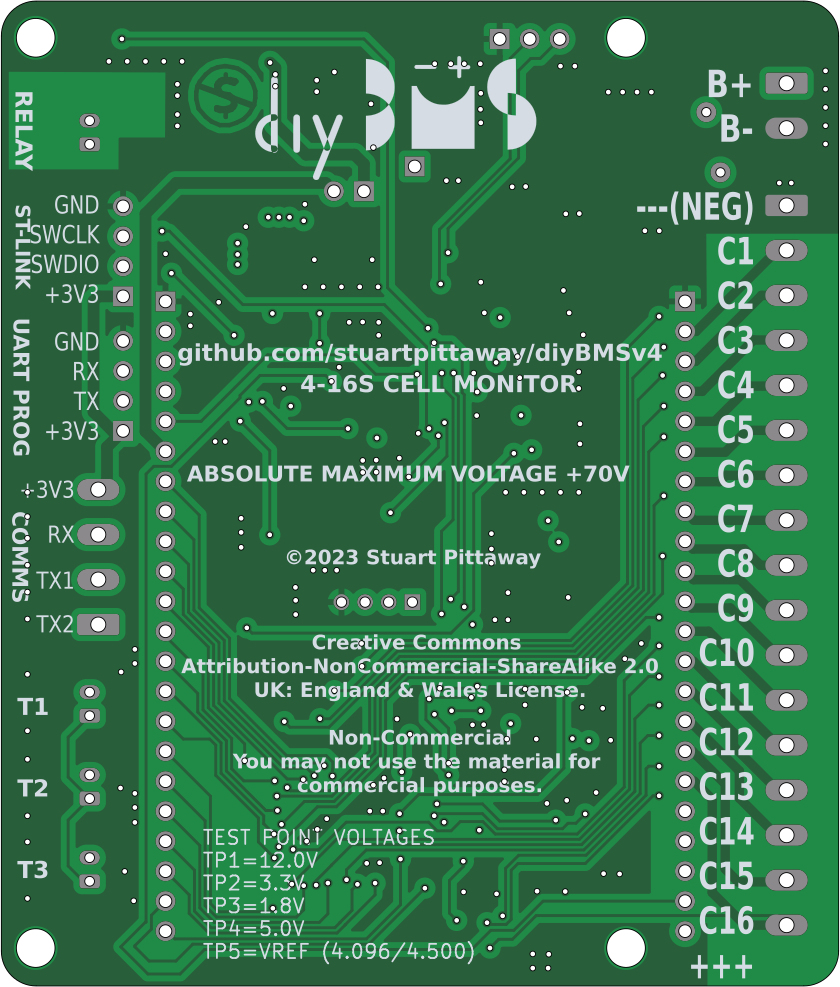 diy BMS
− +
B+
B-
---(NEG)
RELAY
ST-LINK
GND
SWCLK
SWDIO
+3V3
UART PROG
GND
RX
TX
+3V3
COMMS
+3V3
RX
TX1
TX2
T1
T2
T3
github.com/stuartpittaway/diyBMSv4
4-16S CELL MONITOR
ABSOLUTE MAXIMUM VOLTAGE +70V
©2023 Stuart Pittaway
Creative Commons
Attribution-NonCommercial-ShareAlike 2.0
UK: England & Wales License.
Non-Commercial
You may not use the material for
commercial purposes.
TEST POINT VOLTAGES
TP1=12.0V
TP2=3.3V
TP3=1.8V
TP4=5.0V
TP5=VREF (4.096/4.500)
C1
C2
C3
C4
C5
C6
C7
C8
C9
C10
C11
C12
C13
C14
C15
C16
+++